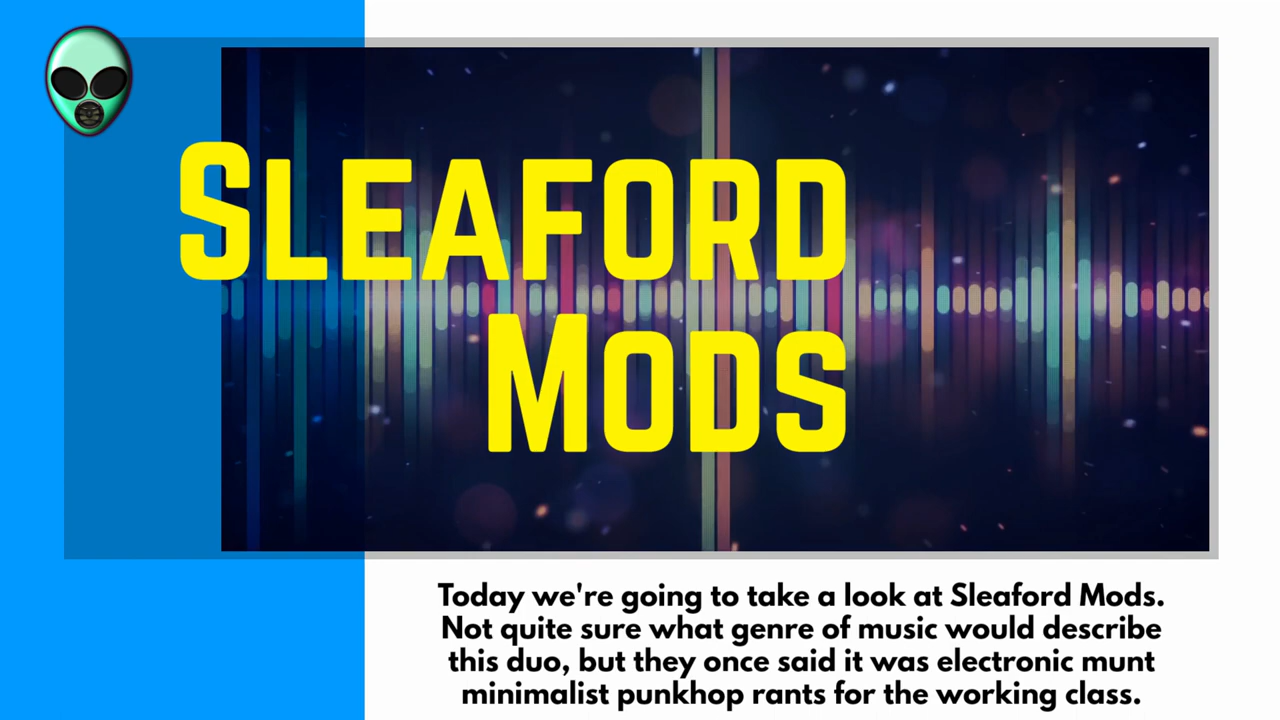 Sleaford
Mods
Today we're going to take a look at Sleaford Mods.
Not quite sure what genre of music would describe
this duo, but they once said it was electronic munt
minimalist punkhop rants for the working class.